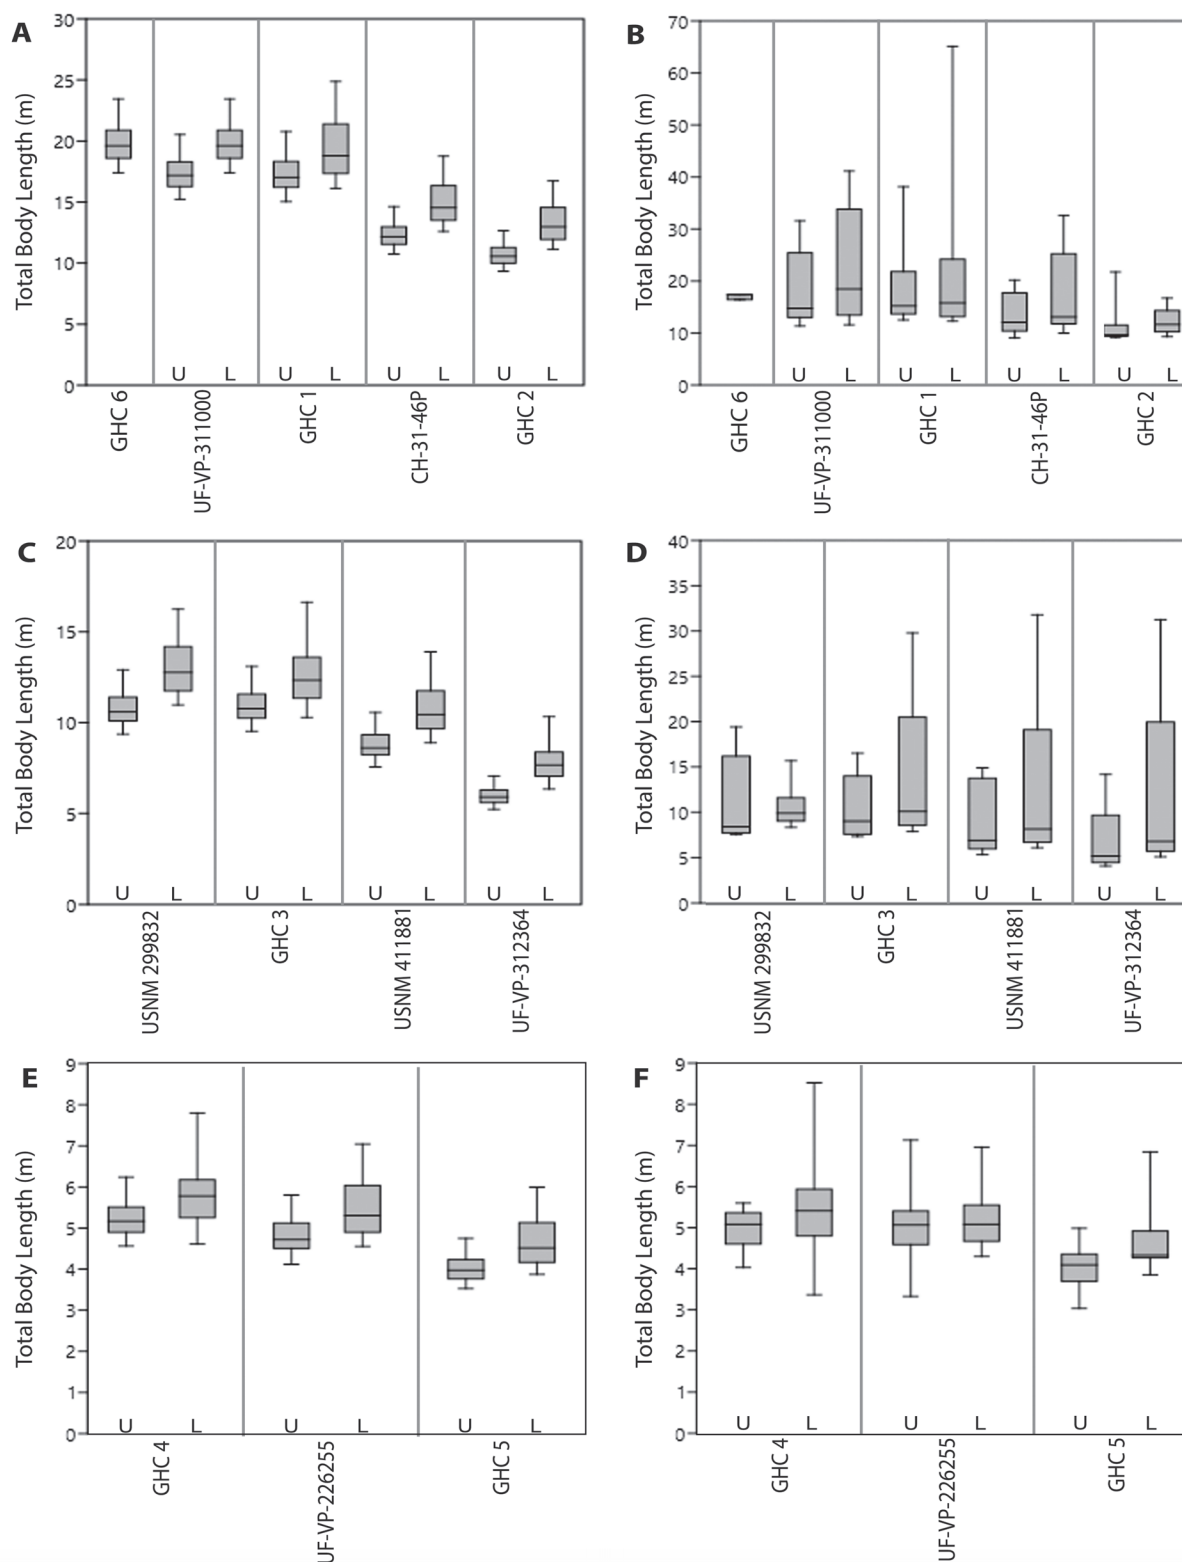 A
Total Body Length (m)
30
25
20
15
10
5
0
U L U L U L U L
GHC 6
UF-VP-311000
GHC 1
CH-31-46P
GHC 2
B
Total Body Length (m)
70
60
50
40
30
20
10
0
U L U L U L U L
GHC 6
UF-VP-311000
GHC 1
CH-31-46P
GHC 2
C
Total Body Length (m)
20
15
10
5
0
U L U L U L U L
USNM 299832
GHC 3
USNM 411881
UF-VP-312364
D
Total Body Length (m)
40
35
30
25
20
15
10
5
0
U L U L U L U L
USNM 299832
GHC 3
USNM 411881
UF-VP-312364
E
Total Body Length (m)
9
8
7
6
5
4
3
2
1
0
U L U L U L
GHC 4
UF-VP-226255
GHC 5
F
Total Body Length (m)
9
8
7
6
5
4
3
2
1
0
U L U L U L
GHC 4
UF-VP-226255
GHC 5